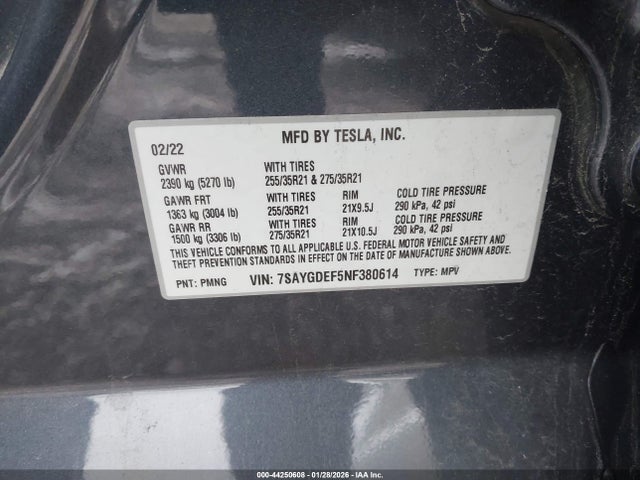 MFD BY TESLA, INC.
02/22
GVWR WITH TIRES
2390 kg (5270 lb) 255/35R21 & 275/35R21
GAWR FRT WITH TIRES RIM COLD TIRE PRESSURE
1363 kg (3004 lb) 255/35R21 21X9.5J 290 kPa, 42 psi
GAWR RR WITH TIRES RIM COLD TIRE PRESSURE
1500 kg (3306 lb) 275/35R21 21X10.5J 290 kPa, 42 psi
THIS VEHICLE CONFORMS TO ALL APPLICABLE U.S. FEDERAL MOTOR VEHICLE SAFETY AND
THEFT PREVENTION STANDARDS IN EFFECT ON THE DATE OF MANUFACTURE SHOWN ABOVE.
PNT: PMNG VIN: 7SAYGDEF5NF380614 TYPE: MPV
000-44250608 - 01/28/2026 - IAA Inc.